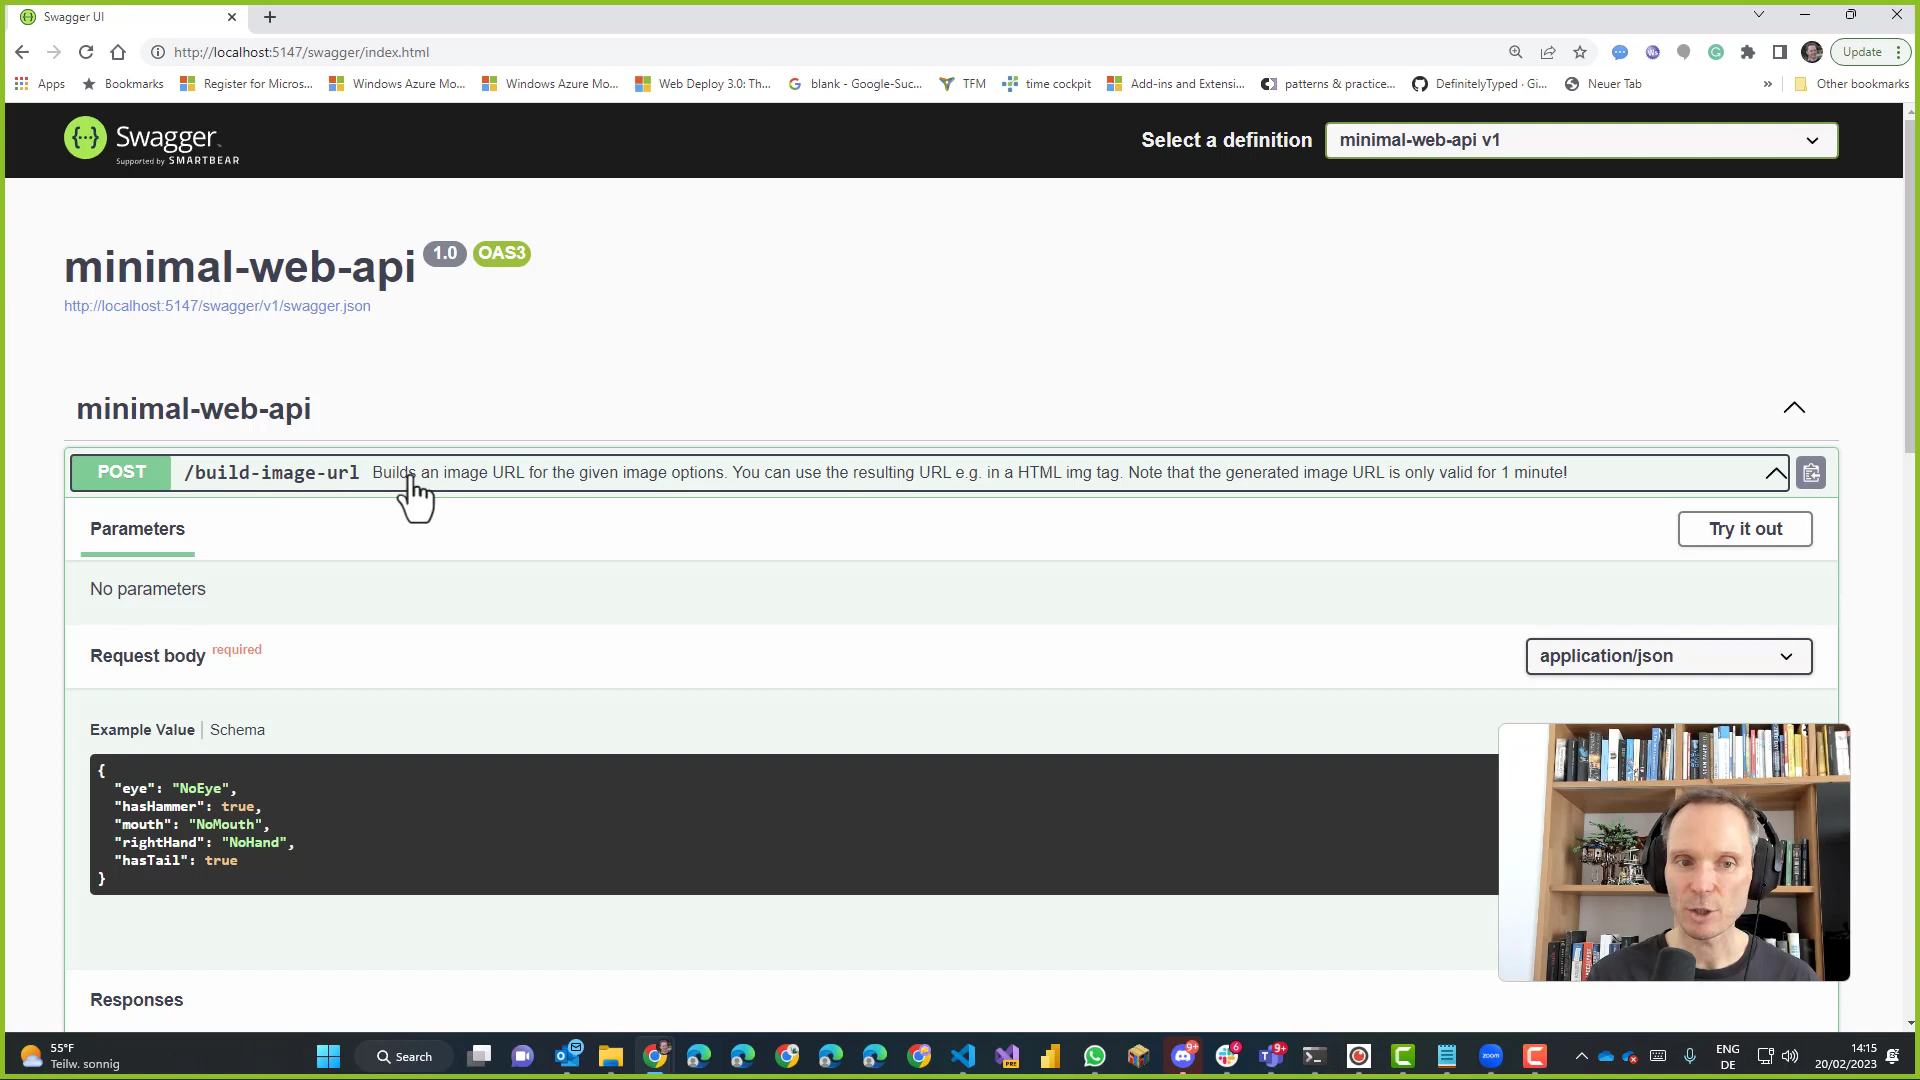 Swagger UI
http://localhost:5147/swagger/index.html
Update
Apps
Bookmarks
Register for Micros...
Windows Azure Mo...
Windows Azure Mo...
Web Deploy 3.0: Th...
blank - Google-Suc...
TFM
time cockpit
Add-ins and Extensi...
patterns & practice...
DefinitelyTyped · Gi...
Neuer Tab
»
Other bookmarks
{···} Swagger
Supported by SMARTBEAR
Select a definition
minimal-web-api v1
minimal-web-api 1.0 OAS3
http://localhost:5147/swagger/v1/swagger.json
minimal-web-api
POST /build-image-url Builds an image URL for the given image options. You can use the resulting URL e.g. in a HTML img tag. Note that the generated image URL is only valid for 1 minute!
Parameters
Try it out
No parameters
Request body required
application/json
Example Value | Schema
{
"eye": "NoEye",
"hasHammer": true,
"mouth": "NoMouth",
"rightHand": "NoHand",
"hasTail": true
}
Responses
55°F
Teilw. sonnig
Search
PRE
9+
6
9+
zoom
ENG
DE
14:15
20/02/2023